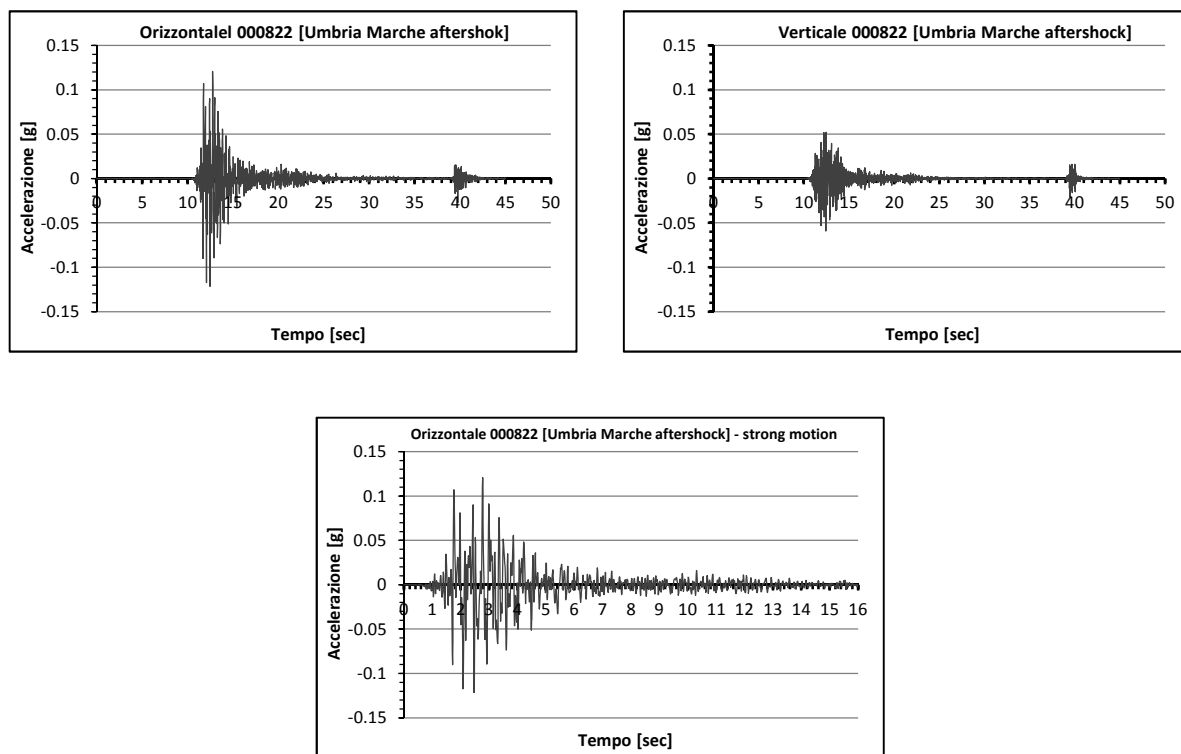 Orizzontalel 000822 [Umbria Marche aftershok]
0.15
0.1
0.05
0
-0.05
-0.1
-0.15
0 5 10 15 20 25 30 35 40 45 50
Accelerazione [g]
Tempo [sec]
Verticale 000822 [Umbria Marche aftershock]
0.15
0.1
0.05
0
-0.05
-0.1
-0.15
0 5 10 15 20 25 30 35 40 45 50
Accelerazione [g]
Tempo [sec]
Orizzontale 000822 [Umbria Marche aftershock] - strong motion
0.15
0.1
0.05
0
-0.05
-0.1
-0.15
0 1 2 3 4 5 6 7 8 9 10 11 12 13 14 15 16
Accelerazione [g]
Tempo [sec]